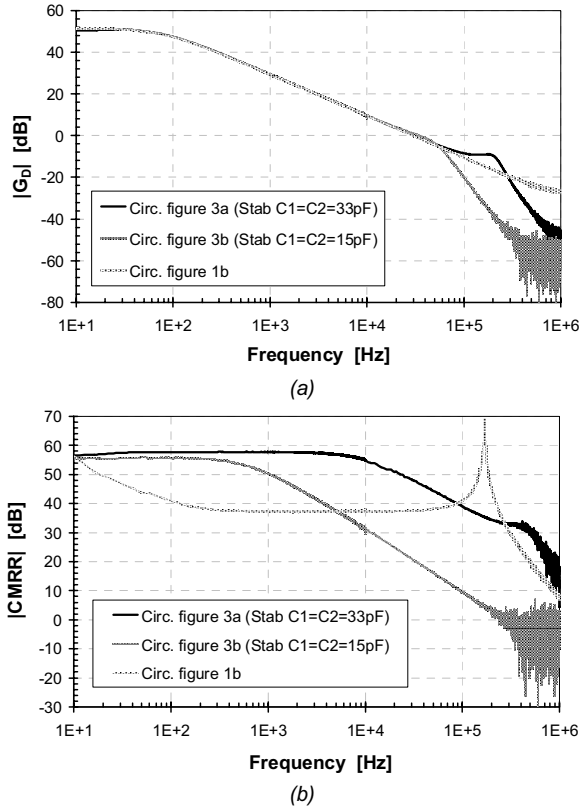 60
40
20
0
-20
-40
-60
-80
|G_D| [dB]
Circ. figure 3a (Stab C1=C2=33pF)
Circ. figure 3b (Stab C1=C2=15pF)
Circ. figure 1b
1E+1 1E+2 1E+3 1E+4 1E+5 1E+6
Frequency [Hz]
(a)
70
60
50
40
30
20
10
0
-10
-20
-30
|CMRR| [dB]
Circ. figure 3a (Stab C1=C2=33pF)
Circ. figure 3b (Stab C1=C2=15pF)
Circ. figure 1b
1E+1 1E+2 1E+3 1E+4 1E+5 1E+6
Frequency [Hz]
(b)